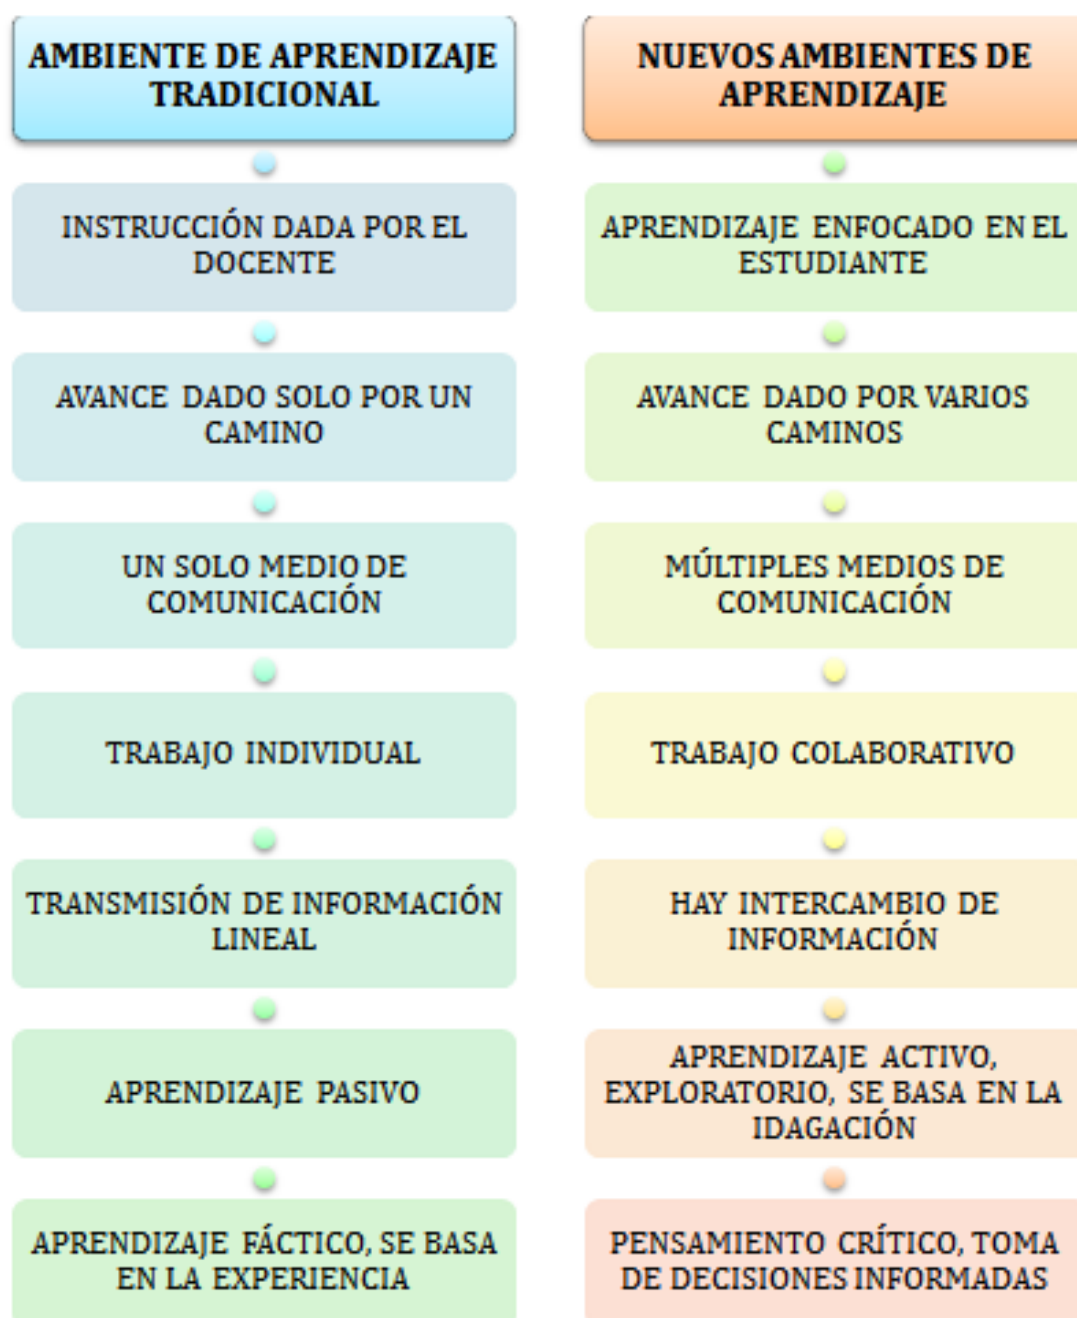 AMBIENTE DE APRENDIZAJE
TRADICIONAL
INSTRUCCIÓN DADA POR EL
DOCENTE
AVANCE DADO SOLO POR UN
CAMINO
UN SOLO MEDIO DE
COMUNICACIÓN
TRABAJO INDIVIDUAL
TRANSMISIÓN DE INFORMACIÓN
LINEAL
APRENDIZAJE PASIVO
APRENDIZAJE FÁCTICO, SE BASA
EN LA EXPERIENCIA
NUEVOS AMBIENTES DE
APRENDIZAJE
APRENDIZAJE ENFOCADO EN EL
ESTUDIANTE
AVANCE DADO POR VARIOS
CAMINOS
MÚLTIPLES MEDIOS DE
COMUNICACIÓN
TRABAJO COLABORATIVO
HAY INTERCAMBIO DE
INFORMACIÓN
APRENDIZAJE ACTIVO,
EXPLORATORIO, SE BASA EN LA
IDAGACIÓN
PENSAMIENTO CRÍTICO, TOMA
DE DECISIONES INFORMADAS